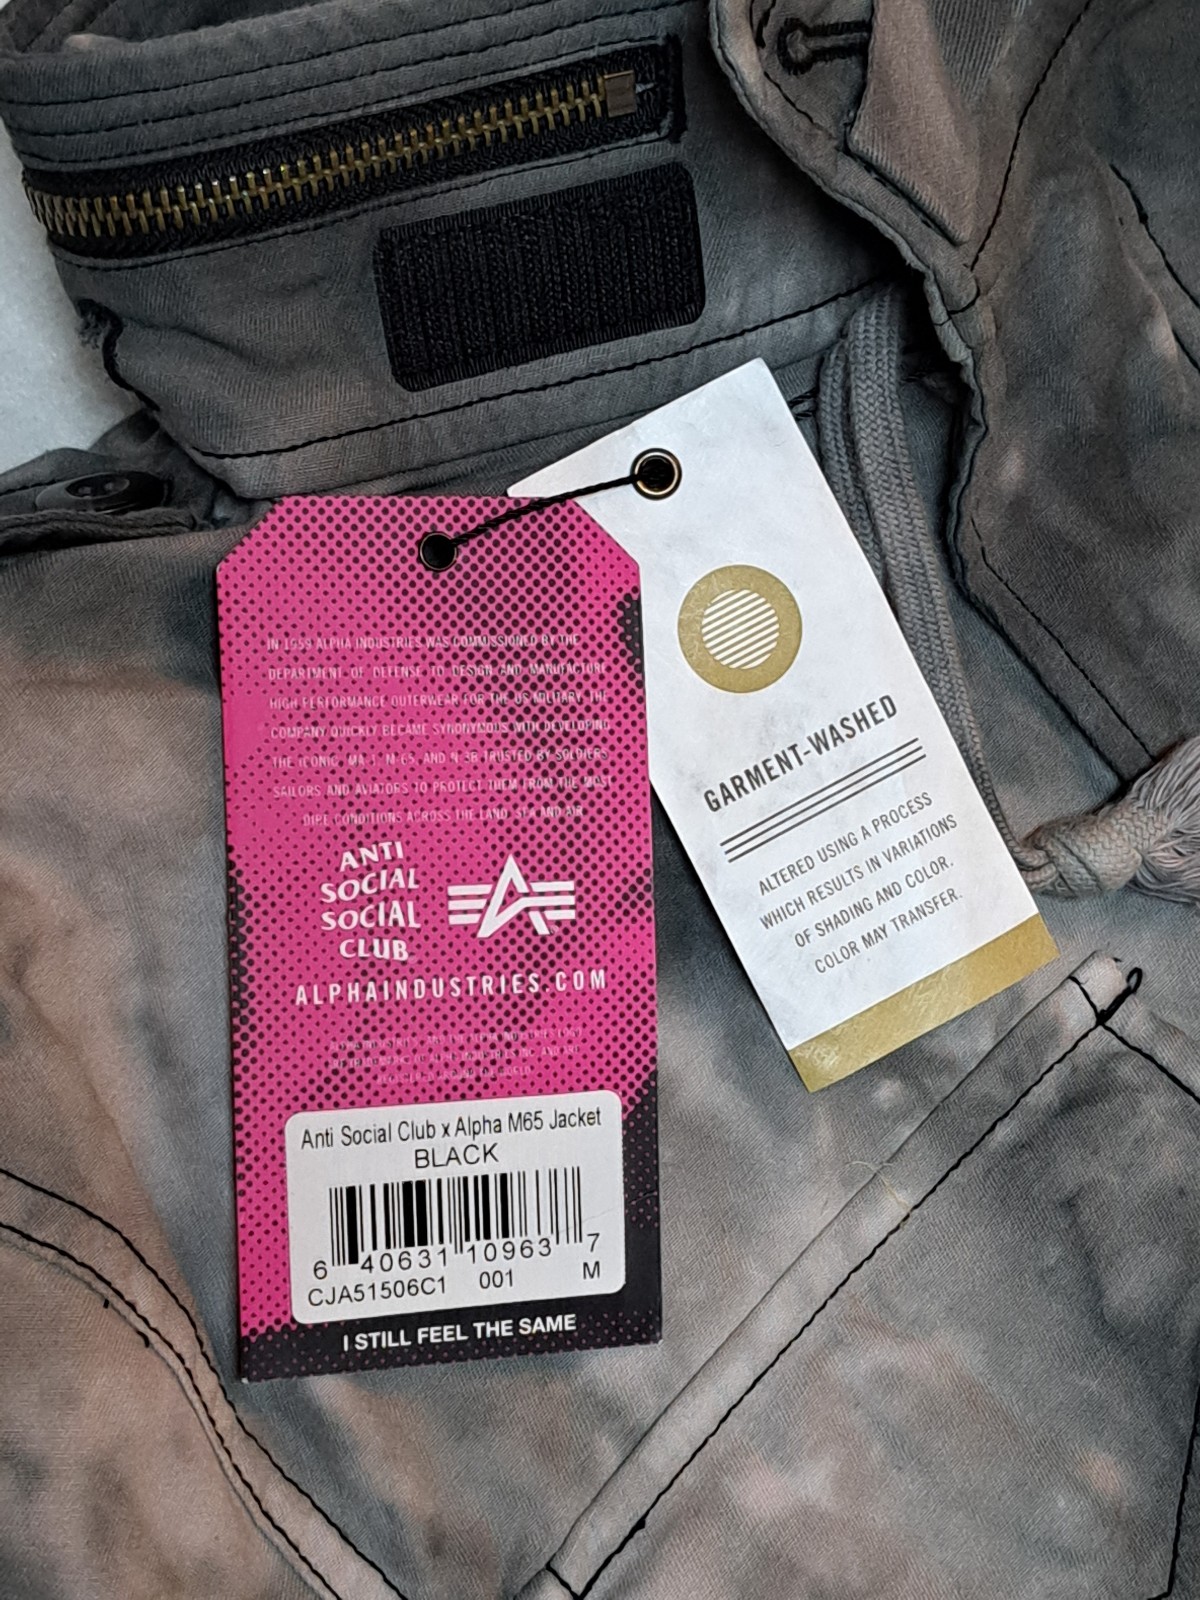 IN 1959 ALPHA INDUSTRIES WAS COMMISSIONED BY THE
DEPARTMENT OF DEFENSE TO DESIGN AND MANUFACTURE
HIGH PERFORMANCE OUTERWEAR FOR THE US MILITARY. THE
COMPANY QUICKLY BECAME SYNONYMOUS WITH DEVELOPING
THE ICONIC, MA-1, M-65, AND N-3B TRUSTED BY SOLDIERS
SAILORS AND AVIATORS TO PROTECT THEM FROM THE MOST
DIRE CONDITIONS ACROSS THE LAND, SEA AND AIR
ANTI
SOCIAL
SOCIAL
CLUB
ALPHAINDUSTRIES.COM
REGISTERED AROUND THE WORLD
Anti Social Club x Alpha M65 Jacket
BLACK
6 40631 10963 7
CJA51506C1 001 M
I STILL FEEL THE SAME
GARMENT-WASHED
ALTERED USING A PROCESS
WHICH RESULTS IN VARIATIONS
OF SHADING AND COLOR.
COLOR MAY TRANSFER.